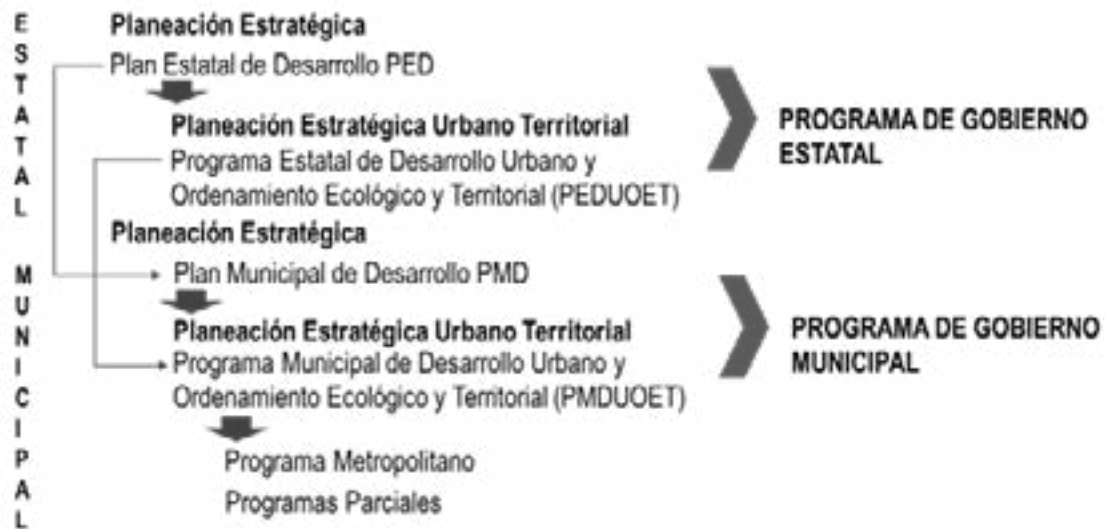 ESTATAL
Planeación Estratégica
Plan Estatal de Desarrollo PED
Planeación Estratégica Urbano Territorial
Programa Estatal de Desarrollo Urbano y
Ordenamiento Ecológico y Territorial (PEDUOET)
PROGRAMA DE GOBIERNO
ESTATAL
MUNICIPAL
Planeación Estratégica
Plan Municipal de Desarrollo PMD
Planeación Estratégica Urbano Territorial
Programa Municipal de Desarrollo Urbano y
Ordenamiento Ecológico y Territorial (PMDUOET)
Programa Metropolitano
Programas Parciales
PROGRAMA DE GOBIERNO
MUNICIPAL